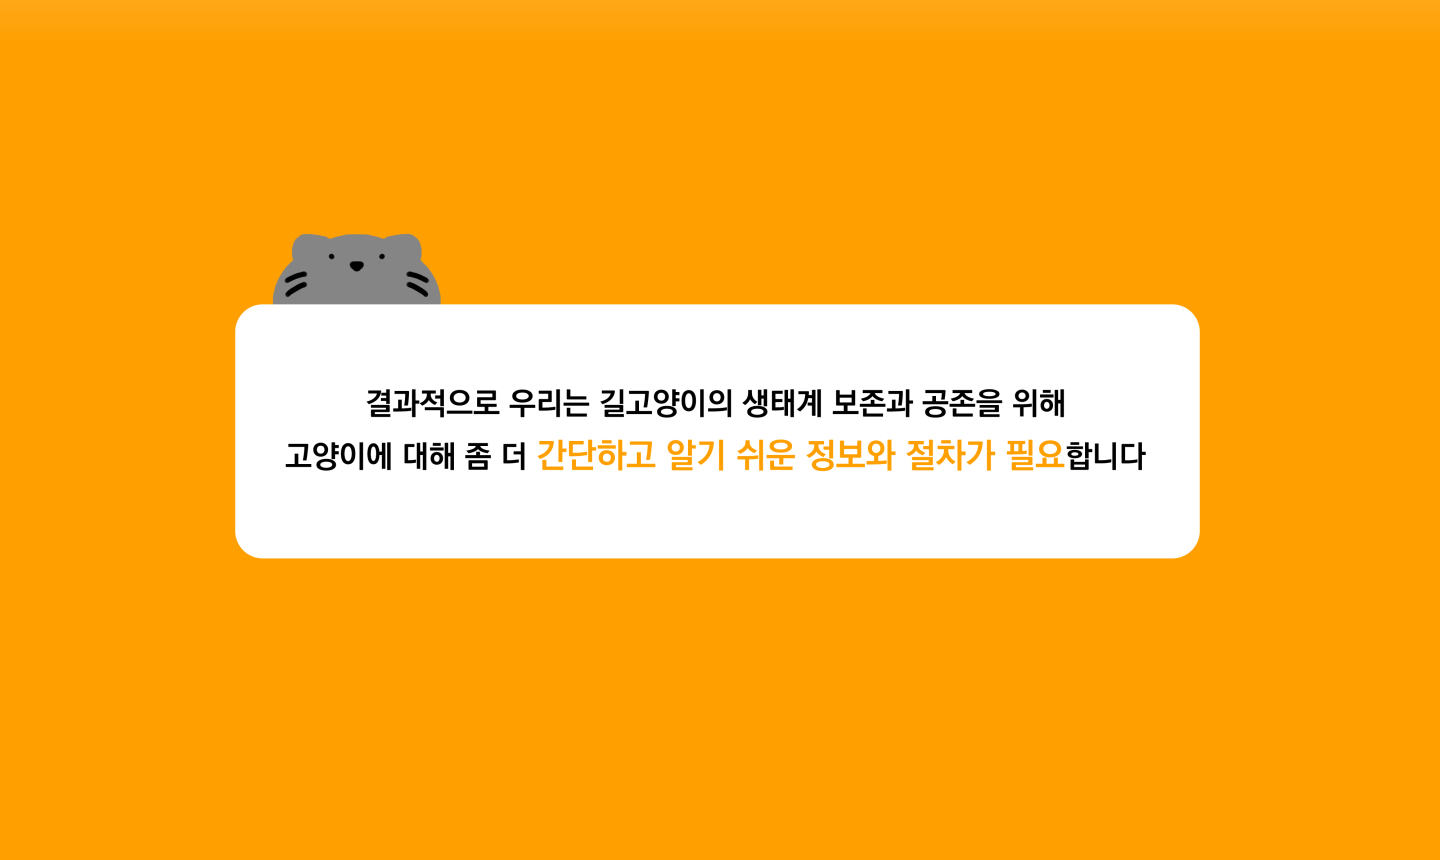 결과적으로 우리는 길고양이의 생태계 보존과 공존을 위해
고양이에 대해 좀 더 간단하고 알기 쉬운 정보와 절차가 필요합니다